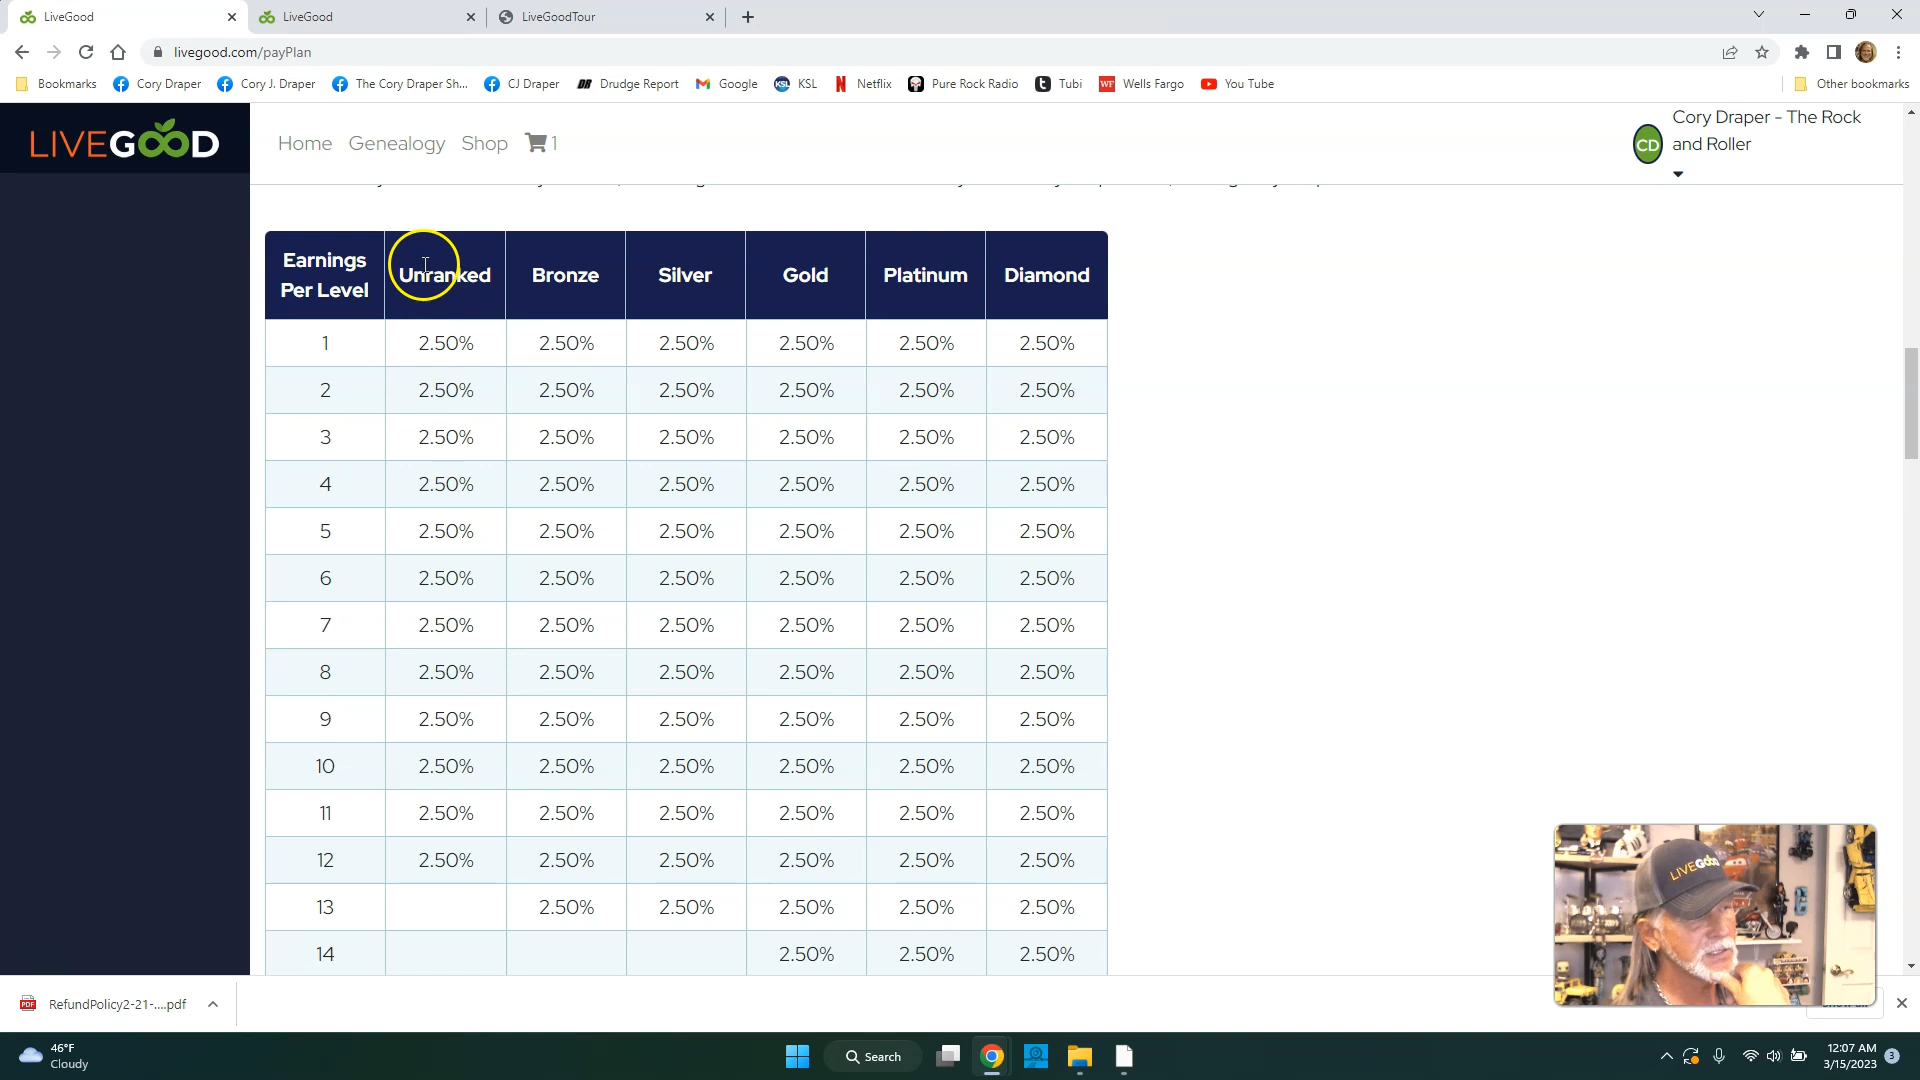 LiveGood
LiveGood
LiveGoodTour
livegood.com/payPlan
Bookmarks Cory Draper Cory J. Draper The Cory Draper Sh... CJ Draper Drudge Report Google KSL Netflix Pure Rock Radio Tubi Wells Fargo You Tube Other bookmarks
LIVEGOOD
Home Genealogy Shop 1
CD
Cory Draper - The Rock
and Roller
Earnings
Per Level Unranked Bronze Silver Gold Platinum Diamond
1 2.50% 2.50% 2.50% 2.50% 2.50% 2.50%
2 2.50% 2.50% 2.50% 2.50% 2.50% 2.50%
3 2.50% 2.50% 2.50% 2.50% 2.50% 2.50%
4 2.50% 2.50% 2.50% 2.50% 2.50% 2.50%
5 2.50% 2.50% 2.50% 2.50% 2.50% 2.50%
6 2.50% 2.50% 2.50% 2.50% 2.50% 2.50%
7 2.50% 2.50% 2.50% 2.50% 2.50% 2.50%
8 2.50% 2.50% 2.50% 2.50% 2.50% 2.50%
9 2.50% 2.50% 2.50% 2.50% 2.50% 2.50%
10 2.50% 2.50% 2.50% 2.50% 2.50% 2.50%
11 2.50% 2.50% 2.50% 2.50% 2.50% 2.50%
12 2.50% 2.50% 2.50% 2.50% 2.50% 2.50%
13 2.50% 2.50% 2.50% 2.50% 2.50%
14 2.50% 2.50% 2.50%
LIVEGOOD
PDF RefundPolicy2-21-....pdf
46°F
Cloudy
Search
12:07 AM
3/15/2023
3